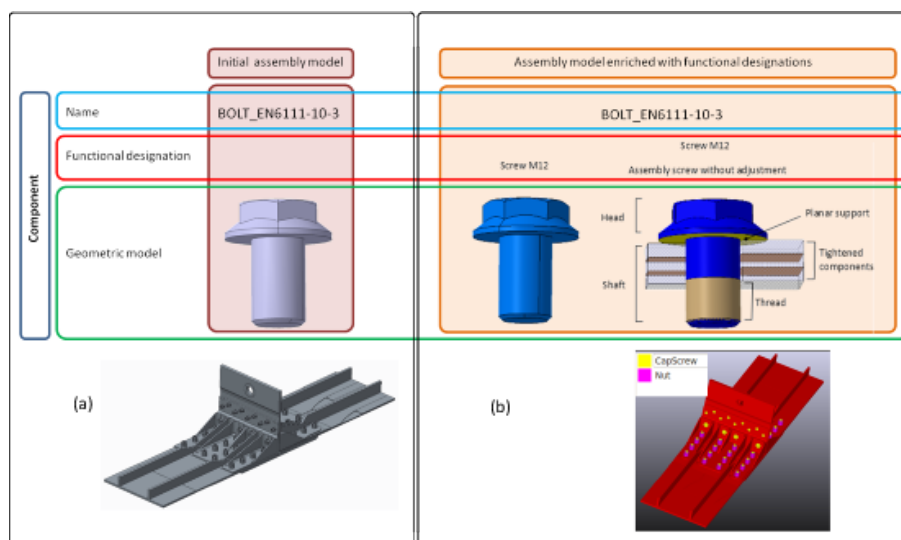 Initial assembly model
Assembly model enriched with functional designations
Component
Name
BOLT_EN6111-10-3
BOLT_EN6111-10-3
Functional designation
Screw M12
Screw M12
Assembly screw without adjustment
Geometric model
Head
Shaft
Planar support
Tightened
components
Thread
(a)
(b)
CapScrew
Nut